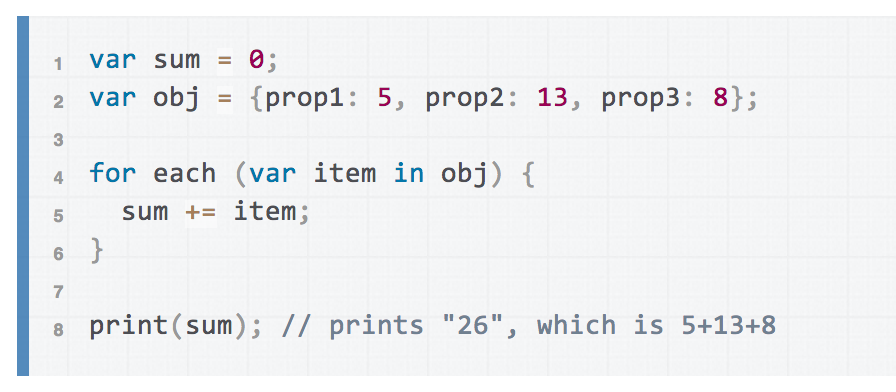 1 var sum = 0;
2 var obj = {prop1: 5, prop2: 13, prop3: 8};
3
4 for each (var item in obj) {
5   sum += item;
6 }
7
8 print(sum); // prints "26", which is 5+13+8